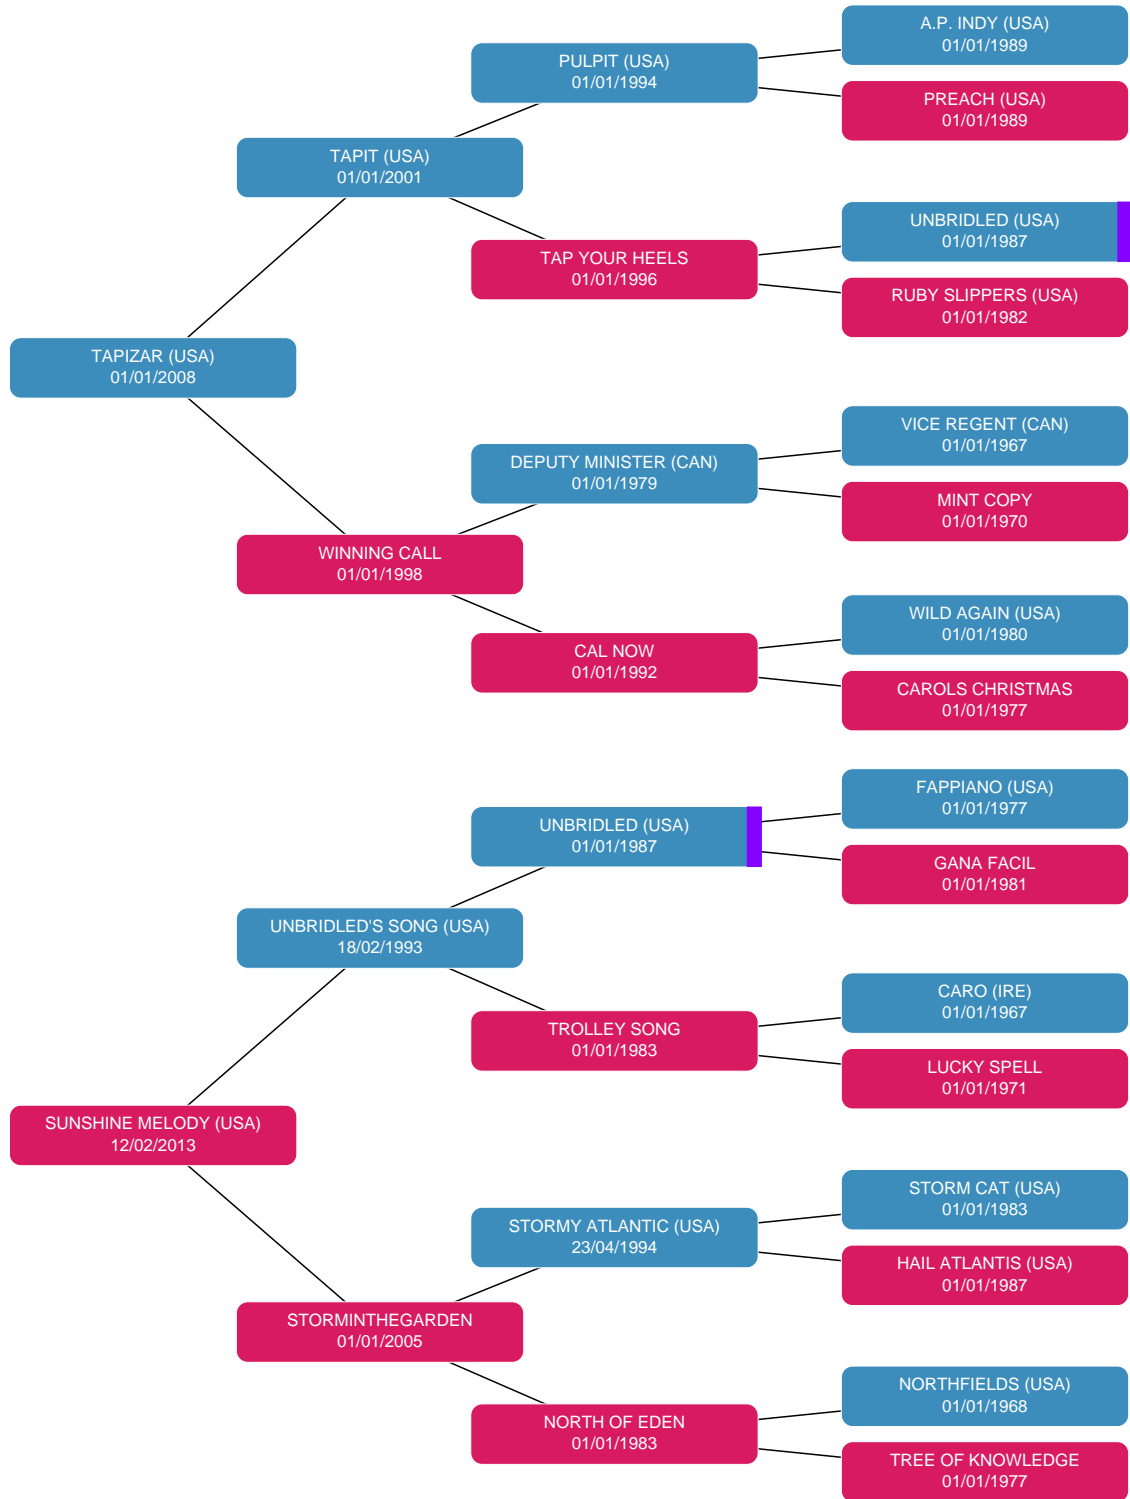 A.P. INDY (USA)
01/01/1989
PULPIT (USA)
01/01/1994
PREACH (USA)
01/01/1989
TAPIT (USA)
01/01/2001
UNBRIDLED (USA)
01/01/1987
TAP YOUR HEELS
01/01/1996
RUBY SLIPPERS (USA)
01/01/1982
TAPIZAR (USA)
01/01/2008
VICE REGENT (CAN)
01/01/1967
DEPUTY MINISTER (CAN)
01/01/1979
MINT COPY
01/01/1970
WINNING CALL
01/01/1998
WILD AGAIN (USA)
01/01/1980
CAL NOW
01/01/1992
CAROLS CHRISTMAS
01/01/1977
FAPPIANO (USA)
01/01/1977
UNBRIDLED (USA)
01/01/1987
GANA FACIL
01/01/1981
UNBRIDLED'S SONG (USA)
18/02/1993
CARO (IRE)
01/01/1967
TROLLEY SONG
01/01/1983
LUCKY SPELL
01/01/1971
SUNSHINE MELODY (USA)
12/02/2013
STORM CAT (USA)
01/01/1983
STORMY ATLANTIC (USA)
23/04/1994
HAIL ATLANTIS (USA)
01/01/1987
STORMINTHEGARDEN
01/01/2005
NORTHFIELDS (USA)
01/01/1968
NORTH OF EDEN
01/01/1983
TREE OF KNOWLEDGE
01/01/1977